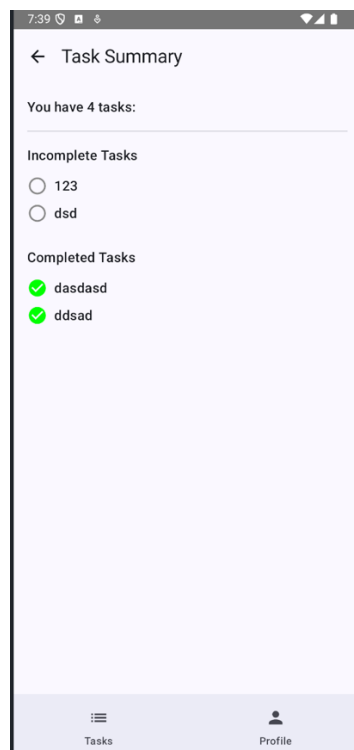 7:39
Task Summary
You have 4 tasks:
Incomplete Tasks
123
dsd
Completed Tasks
dasdasd
ddsad
Tasks
Profile